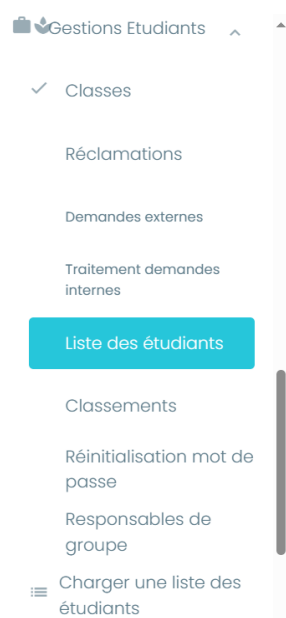 Gestions Etudiants
Classes
Réclamations
Demandes externes
Traitement demandes
internes
Liste des étudiants
Classements
Réinitialisation mot de
passe
Responsables de
groupe
Charger une liste des
étudiants